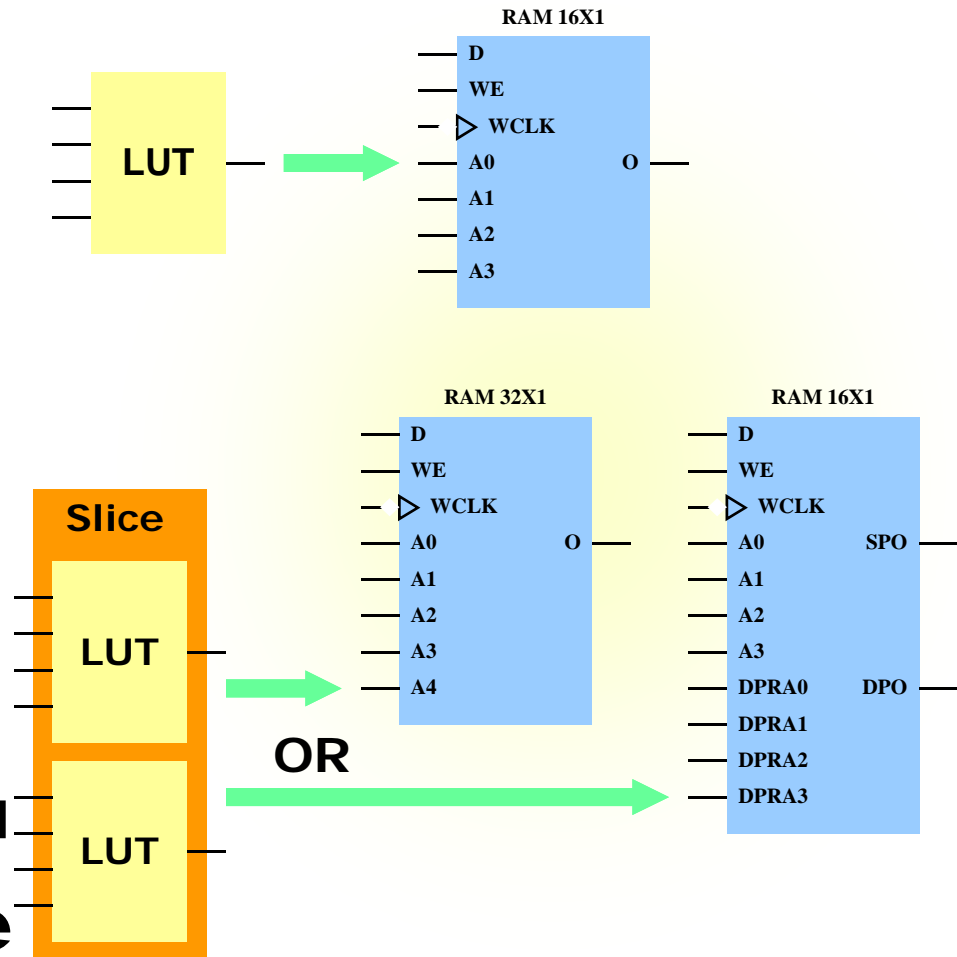 RAM 16X1
D
WE
WCLK
A0 O
A1
A2
A3
LUT
RAM 32X1
D
WE
WCLK
A0 O
A1
A2
A3
A4
RAM 16X1
D
WE
WCLK
A0 SPO
A1
A2
A3
DPRA0 DPO
DPRA1
DPRA2
DPRA3
Slice
LUT
LUT
OR